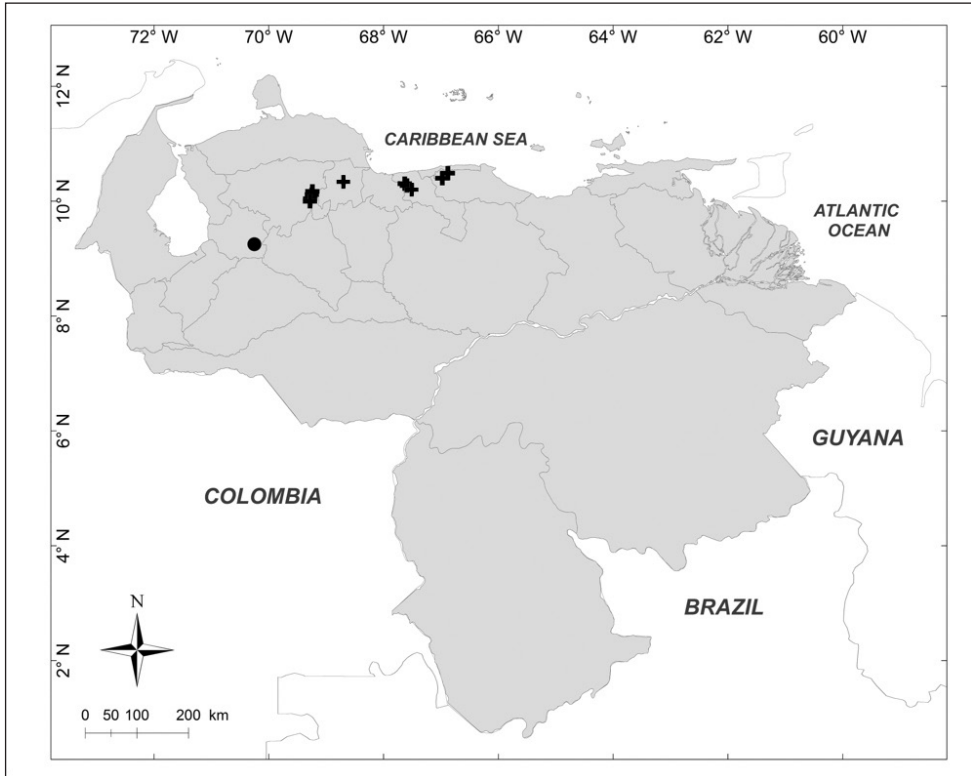 72° W 70° W 68° W 66° W 64° W 62° W 60° W
12° N
CARIBBEAN SEA
10° N
ATLANTIC
OCEAN
8° N
6° N
GUYANA
COLOMBIA
4° N
BRAZIL
N
2° N
0 50 100 200 km